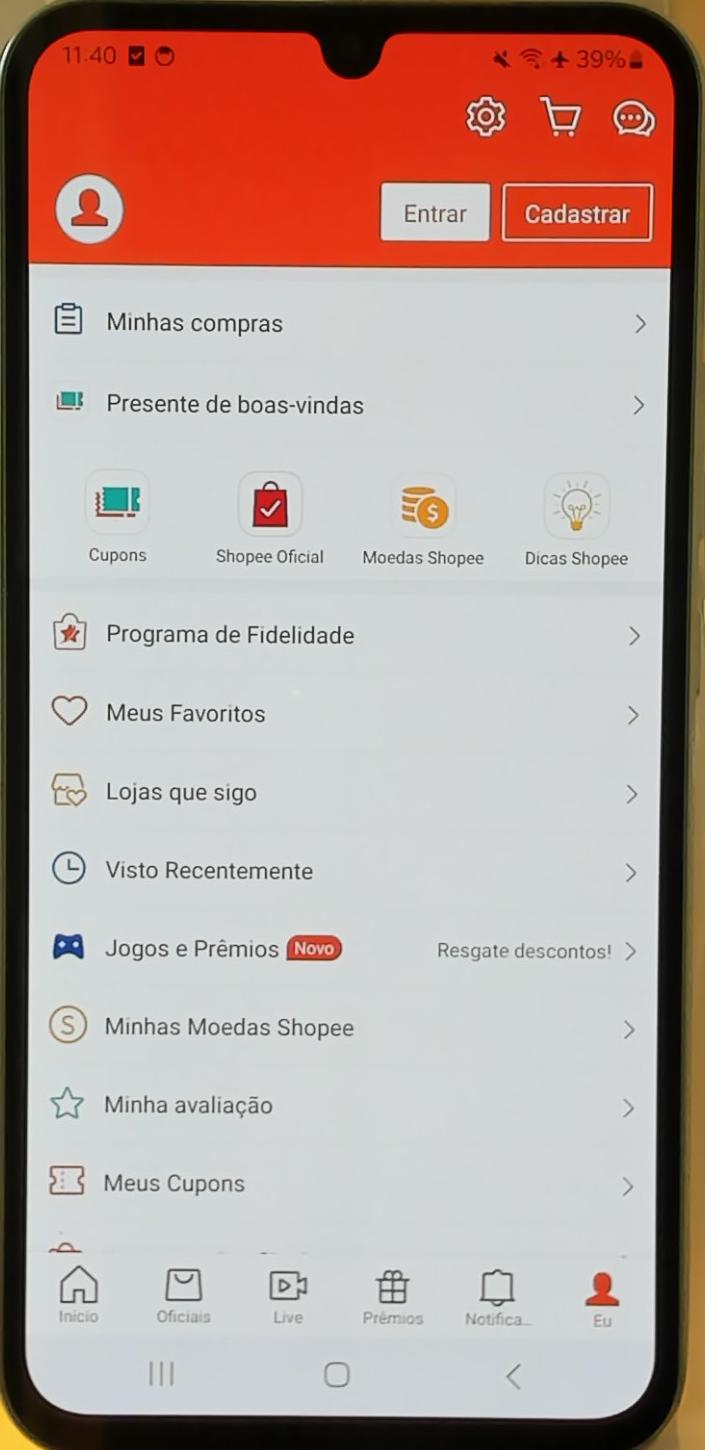 11.40 39%
Entrar Cadastrar
Minhas compras
Presente de boas-vindas
Cupons Shopee Oficial Moedas Shopee Dicas Shopee
Programa de Fidelidade
Meus Favoritos
Lojas que sigo
Visto Recentemente
Jogos e Prêmios Novo Resgate descontos!
Minhas Moedas Shopee
Minha avaliação
Meus Cupons
Início Oficiais Live Prêmios Notifica... Eu